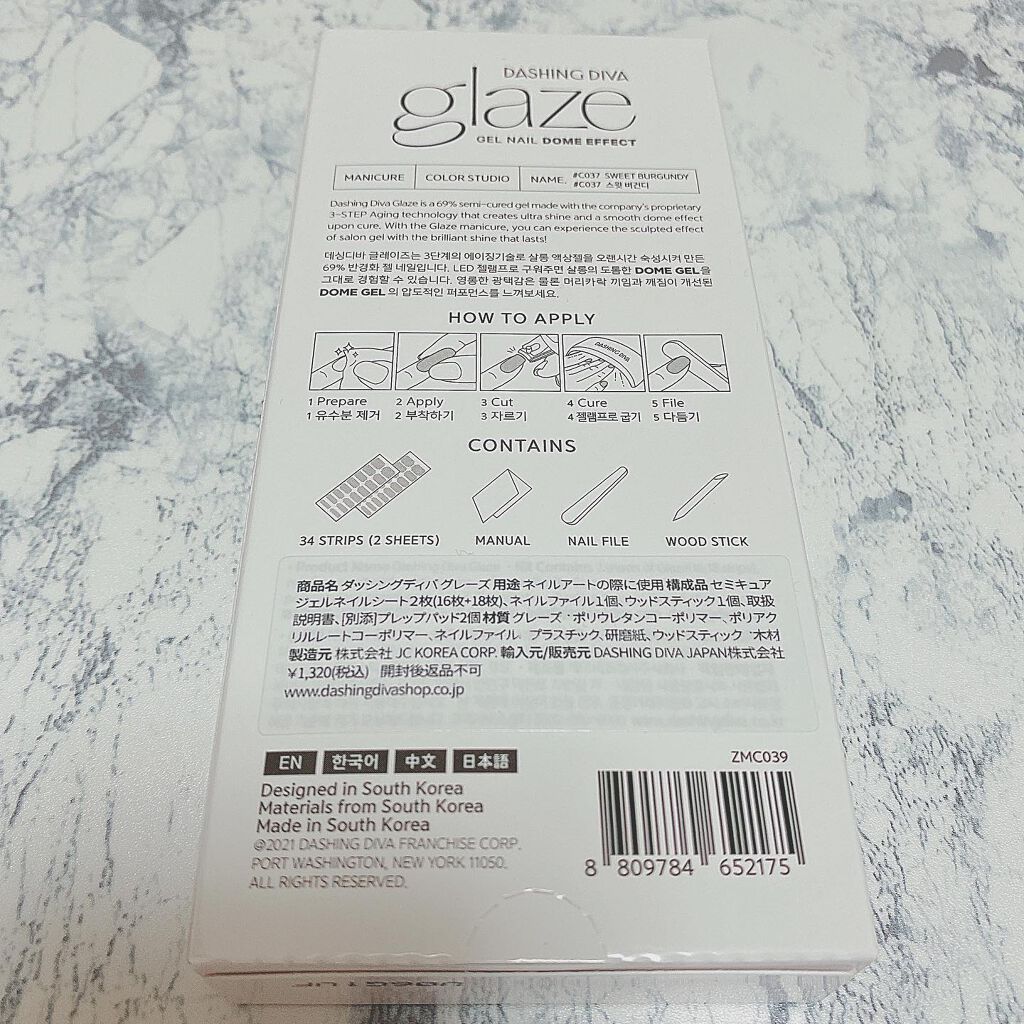 DASHING DIVA
glaze
GEL NAIL DOME EFFECT
MANICURE COLOR STUDIO NAME. #C037 SWEET BURGUNDY
#C037 스윗 버건디
Dashing Diva Glaze is a 69% semi-cured gel made with the company's proprietary
3-STEP Aging technology that creates ultra shine and a smooth dome effect
upon cure. With the Glaze manicure, you can experience the sculpted effect
of salon gel with the brilliant shine that lasts!
데싱디바 글레이즈는 3단계의 에이징기술로 살롱 액상젤을 오랜시간 숙성시켜 만든
69% 반경화 젤 네일입니다. LED 젤램프로 구워주면 살롱의 도톰한 DOME GEL을
그대로 경험할 수 있습니다. 영롱한 광택감은 물론 머리카락 끼임과 깨짐이 개선된
DOME GEL의 압도적인 퍼포먼스를 느껴보세요.
HOW TO APPLY
DASHING DIVA
1 Prepare 2 Apply 3 Cut 4 Cure 5 File
1 유수분 제거 2 부착하기 3 자르기 4 젤램프로 굽기 5 다듬기
CONTAINS
34 STRIPS (2 SHEETS) MANUAL NAIL FILE WOOD STICK
商品名 ダッシングディバ グレーズ 用途 ネイルアートの際に使用 構成品 セミキュア
ジェルネイルシート2枚(16枚+18枚)、ネイルファイル1個、ウッドスティック1個、取扱
説明書、[別添]プレップパッド2個 材質 グレーズ:ポリウレタンコーポリマー、ポリアク
リルレートコーポリマー、ネイルファイル:プラスチック、研磨紙、ウッドスティック:木材
製造元 株式会社 JC KOREA CORP. 輸入元/販売元 DASHING DIVA JAPAN株式会社
¥1,320(税込) 開封後返品不可
www.dashingdivashop.co.jp
EN 한국어 中文 日本語
ZMC039
Designed in South Korea
Materials from South Korea
Made in South Korea
©2021 DASHING DIVA FRANCHISE CORP.
PORT WASHINGTON, NEW YORK 11050.
ALL RIGHTS RESERVED.
8 809784 652175